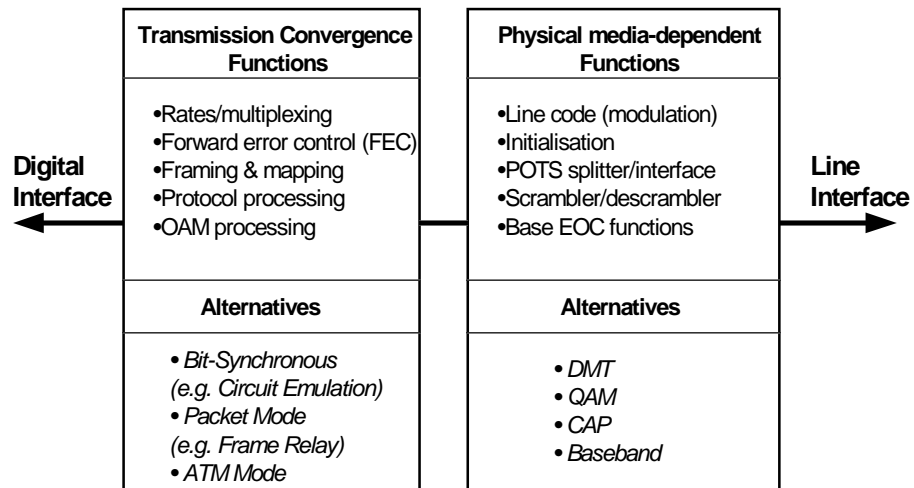 Transmission Convergence
Functions
•Rates/multiplexing
•Forward error control (FEC)
•Framing & mapping
•Protocol processing
•OAM processing
Alternatives
• Bit-Synchronous
(e.g. Circuit Emulation)
• Packet Mode
(e.g. Frame Relay)
• ATM Mode
Physical media-dependent
Functions
•Line code (modulation)
•Initialisation
•POTS splitter/interface
•Scrambler/descrambler
•Base EOC functions
Alternatives
• DMT
• QAM
• CAP
• Baseband
Digital
Interface
Line
Interface